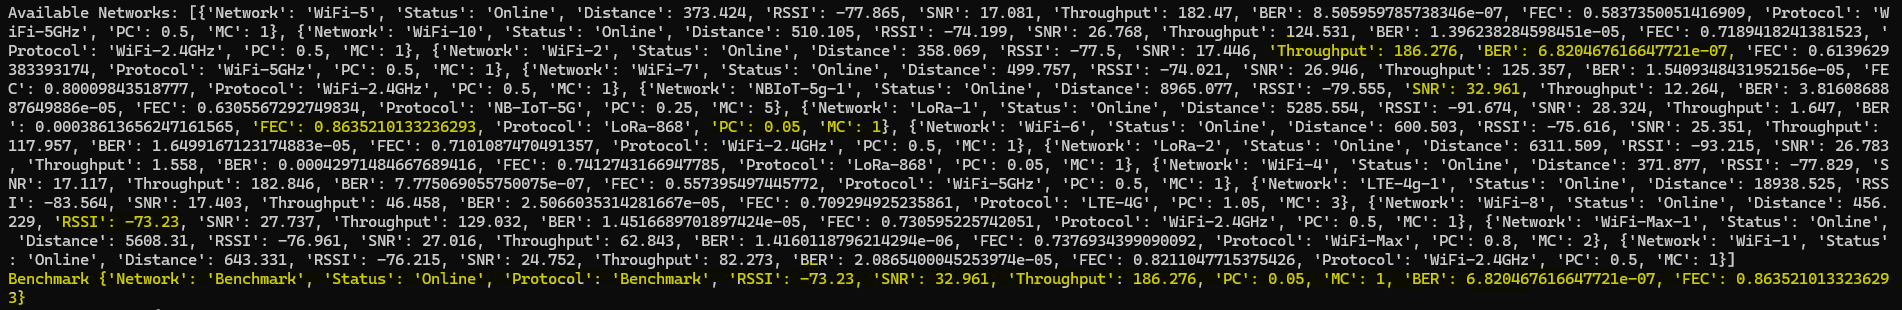 Available Networks: [{'Network': 'WiFi-5', 'Status': 'Online', 'Distance': 373.424, 'RSSI': -77.865, 'SNR': 17.081, 'Throughput': 182.47, 'BER': 8.505959785738346e-07, 'FEC': 0.5837350051416909, 'Protocol': 'W
iFi-5GHz', 'PC': 0.5, 'MC': 1}, {'Network': 'WiFi-10', 'Status': 'Online', 'Distance': 510.105, 'RSSI': -74.199, 'SNR': 26.768, 'Throughput': 124.531, 'BER': 1.396238284598451e-05, 'FEC': 0.7189418241381523, '
Protocol': 'WiFi-2.4GHz', 'PC': 0.5, 'MC': 1}, {'Network': 'WiFi-2', 'Status': 'Online', 'Distance': 358.069, 'RSSI': -77.5, 'SNR': 17.446, 'Throughput': 186.276, 'BER': 6.820467616647721e-07, 'FEC': 0.6139629
383393174, 'Protocol': 'WiFi-5GHz', 'PC': 0.5, 'MC': 1}, {'Network': 'WiFi-7', 'Status': 'Online', 'Distance': 499.757, 'RSSI': -74.021, 'SNR': 26.946, 'Throughput': 125.357, 'BER': 1.5409348431952156e-05, 'FE
C': 0.80009843518777, 'Protocol': 'WiFi-2.4GHz', 'PC': 0.5, 'MC': 1}, {'Network': 'NBIoT-5g-1', 'Status': 'Online', 'Distance': 8965.077, 'RSSI': -79.555, 'SNR': 32.961, 'Throughput': 12.264, 'BER': 3.81608688
87649886e-05, 'FEC': 0.6305567292749834, 'Protocol': 'NB-IoT-5G', 'PC': 0.25, 'MC': 5}, {'Network': 'LoRa-1', 'Status': 'Online', 'Distance': 5285.554, 'RSSI': -91.674, 'SNR': 28.324, 'Throughput': 1.647, 'BER
': 0.00038613656247161565, 'FEC': 0.8635210133236293, 'Protocol': 'LoRa-868', 'PC': 0.05, 'MC': 1}, {'Network': 'WiFi-6', 'Status': 'Online', 'Distance': 600.503, 'RSSI': -75.616, 'SNR': 25.351, 'Throughput':
117.957, 'BER': 1.6499167123174883e-05, 'FEC': 0.7101087470491357, 'Protocol': 'WiFi-2.4GHz', 'PC': 0.5, 'MC': 1}, {'Network': 'LoRa-2', 'Status': 'Online', 'Distance': 6311.509, 'RSSI': -93.215, 'SNR': 26.783
, 'Throughput': 1.558, 'BER': 0.00042971484667689416, 'FEC': 0.7412743166947785, 'Protocol': 'LoRa-868', 'PC': 0.05, 'MC': 1}, {'Network': 'WiFi-4', 'Status': 'Online', 'Distance': 371.877, 'RSSI': -77.829, 'S
NR': 17.117, 'Throughput': 182.846, 'BER': 7.775069055750075e-07, 'FEC': 0.557395497445772, 'Protocol': 'WiFi-5GHz', 'PC': 0.5, 'MC': 1}, {'Network': 'LTE-4g-1', 'Status': 'Online', 'Distance': 18938.525, 'RSS
I': -83.564, 'SNR': 17.403, 'Throughput': 46.458, 'BER': 2.5066035314281667e-05, 'FEC': 0.709294925235861, 'Protocol': 'LTE-4G', 'PC': 1.05, 'MC': 3}, {'Network': 'WiFi-8', 'Status': 'Online', 'Distance': 456.
229, 'RSSI': -73.23, 'SNR': 27.737, 'Throughput': 129.032, 'BER': 1.4516689701897424e-05, 'FEC': 0.730595225742051, 'Protocol': 'WiFi-2.4GHz', 'PC': 0.5, 'MC': 1}, {'Network': 'WiFi-Max-1', 'Status': 'Online',
'Distance': 5608.31, 'RSSI': -76.961, 'SNR': 27.016, 'Throughput': 62.843, 'BER': 1.4160118796214294e-06, 'FEC': 0.7376934399090092, 'Protocol': 'WiFi-Max', 'PC': 0.8, 'MC': 2}, {'Network': 'WiFi-1', 'Status'
: 'Online', 'Distance': 643.331, 'RSSI': -76.215, 'SNR': 24.752, 'Throughput': 82.273, 'BER': 2.0865400045253974e-05, 'FEC': 0.8211047715375426, 'Protocol': 'WiFi-2.4GHz', 'PC': 0.5, 'MC': 1}]
Benchmark {'Network': 'Benchmark', 'Status': 'Online', 'Protocol': 'Benchmark', 'RSSI': -73.23, 'SNR': 32.961, 'Throughput': 186.276, 'PC': 0.05, 'MC': 1, 'BER': 6.820467616647721e-07, 'FEC': 0.863521013323629
3}